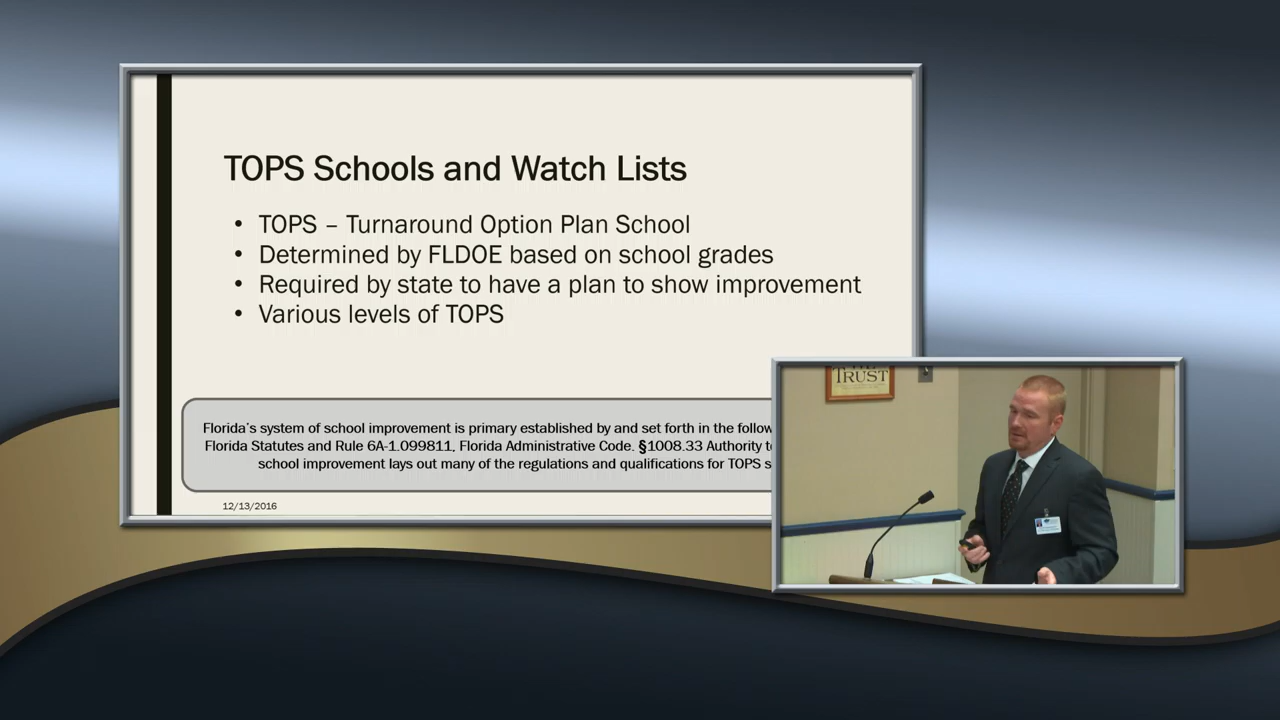 TOPS Schools and Watch Lists
• TOPS – Turnaround Option Plan School
• Determined by FLDOE based on school grades
• Required by state to have a plan to show improvement
• Various levels of TOPS
Florida's system of school improvement is primary established by and set forth in the follow
Florida Statutes and Rule 6A-1.099811, Florida Administrative Code. §1008.33 Authority to
school improvement lays out many of the regulations and qualifications for TOPS s
12/13/2016
TRUST